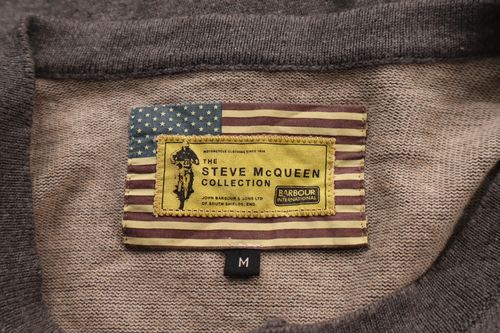 MOTORCYCLE CLOTHING SINCE 1936
THE
STEVE McQUEEN
COLLECTION
JOHN BARBOUR & SONS LTD
OF SOUTH SHIELDS, ENG.
BARBOUR
INTERNATIONAL
M